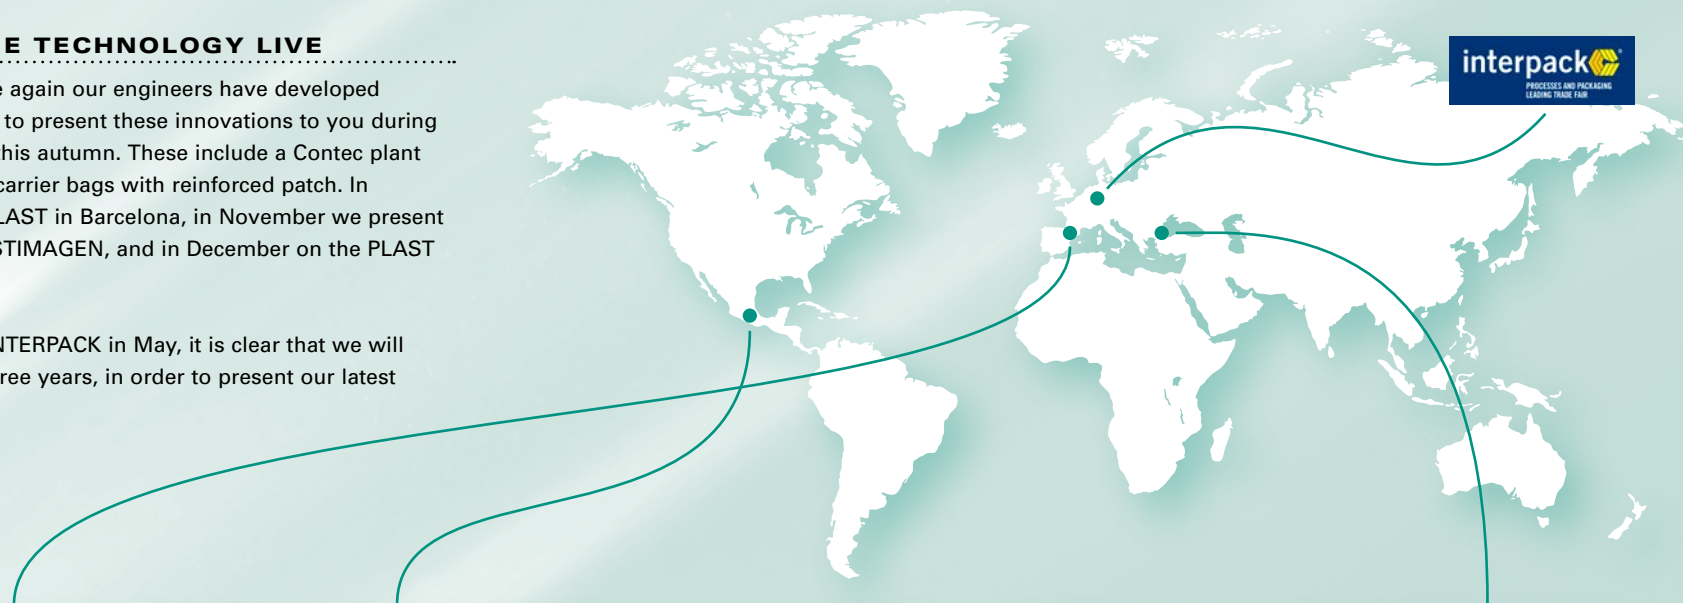 E TECHNOLOGY LIVE
e again our engineers have developed
to present these innovations to you during
this autumn. These include a Contec plant
carrier bags with reinforced patch. In
LAST in Barcelona, in November we present
STIMAGEN, and in December on the PLAST
NTERPACK in May, it is clear that we will
ree years, in order to present our latest
interpack
PROCESSES AND PACKAGING
LEADING TRADE FAIR